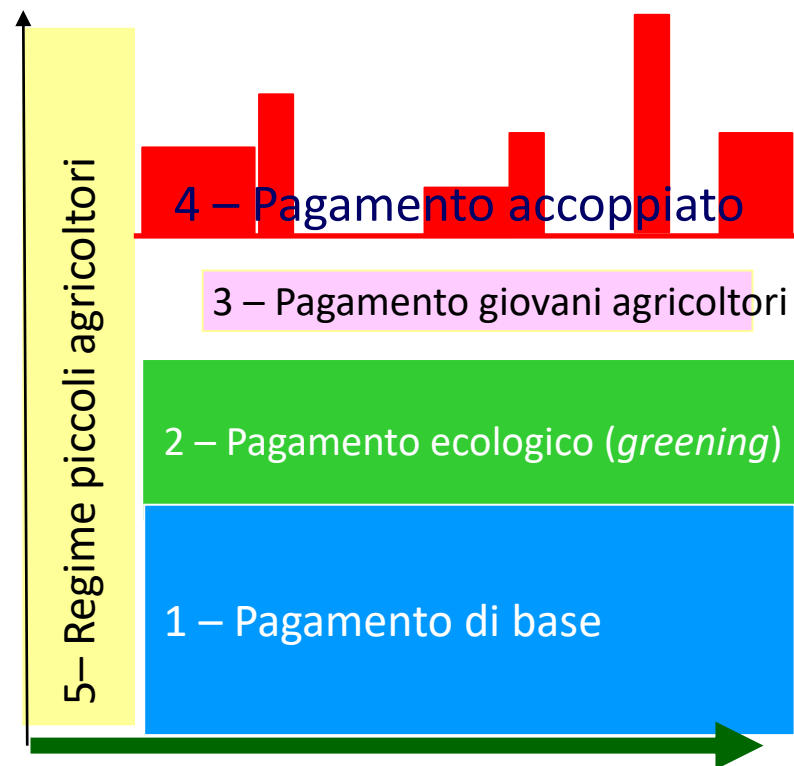 4 – Pagamento accoppiato
3 – Pagamento giovani agricoltori
2 – Pagamento ecologico (greening)
1 – Pagamento di base
5– Regime piccoli agricoltori